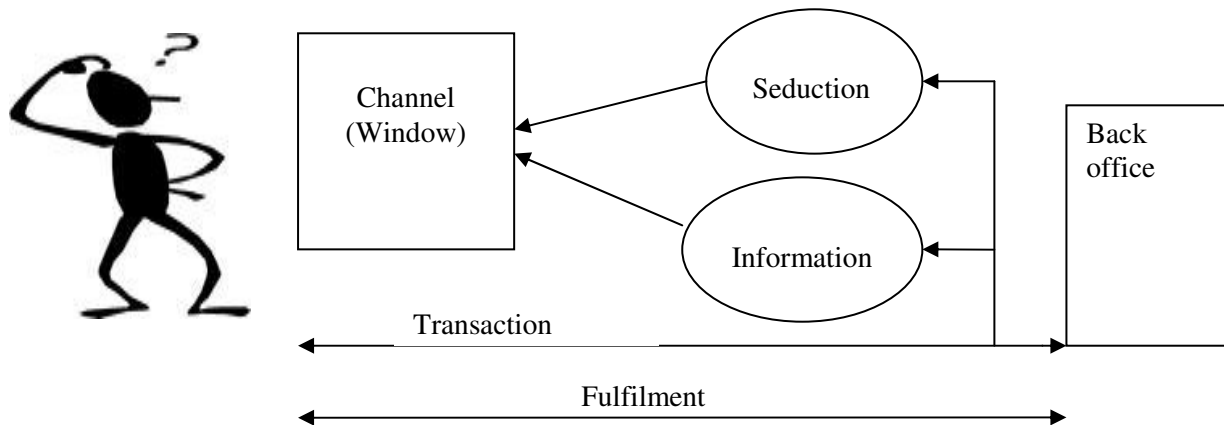 ?
Channel
(Window)
Seduction
Back
office
Information
Transaction
Fulfilment